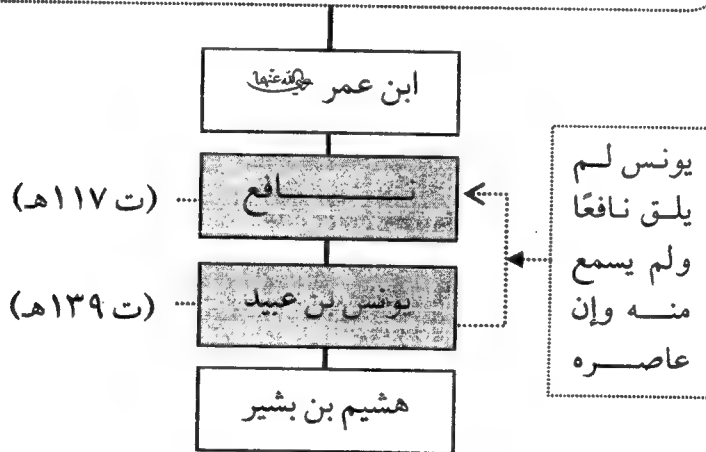 ابن عمر رضي الله عنهما
نافع
(ت ١١٧هـ)
يونس بن عبيد
(ت ١٣٩هـ)
هشيم بن بشير
يونس لم
يلق نافعًا
ولم يسمع
منه وإن
عاصره